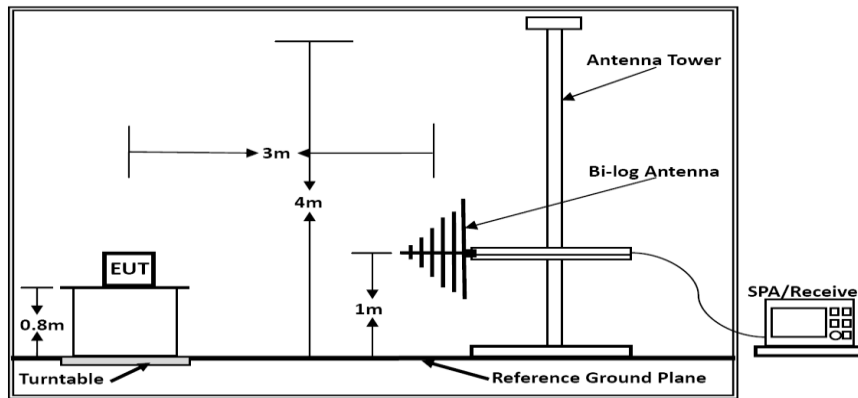 Antenna Tower
3m
Bi-log Antenna
4m
EUT
SPA/Receive
1m
0.8m
Turntable
Reference Ground Plane